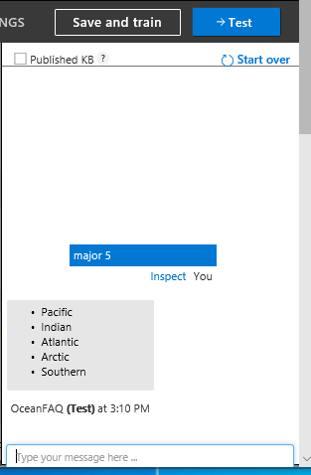 NGS Save and train → Test
Published KB ? Start over
major 5
Inspect You
• Pacific
• Indian
• Atlantic
• Arctic
• Southern
OceanFAQ (Test) at 3:10 PM
Type your message here ...